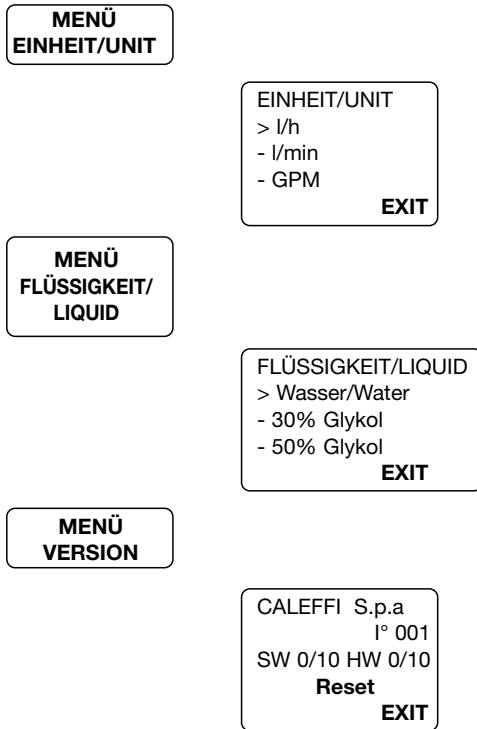 MENÜ
EINHEIT/UNIT
EINHEIT/UNIT
> l/h
- l/min
- GPM
EXIT
MENÜ
FLÜSSIGKEIT/
LIQUID
FLÜSSIGKEIT/LIQUID
> Wasser/Water
- 30% Glykol
- 50% Glykol
EXIT
MENÜ
VERSION
CALEFFI S.p.a
I° 001
SW 0/10 HW 0/10
Reset
EXIT